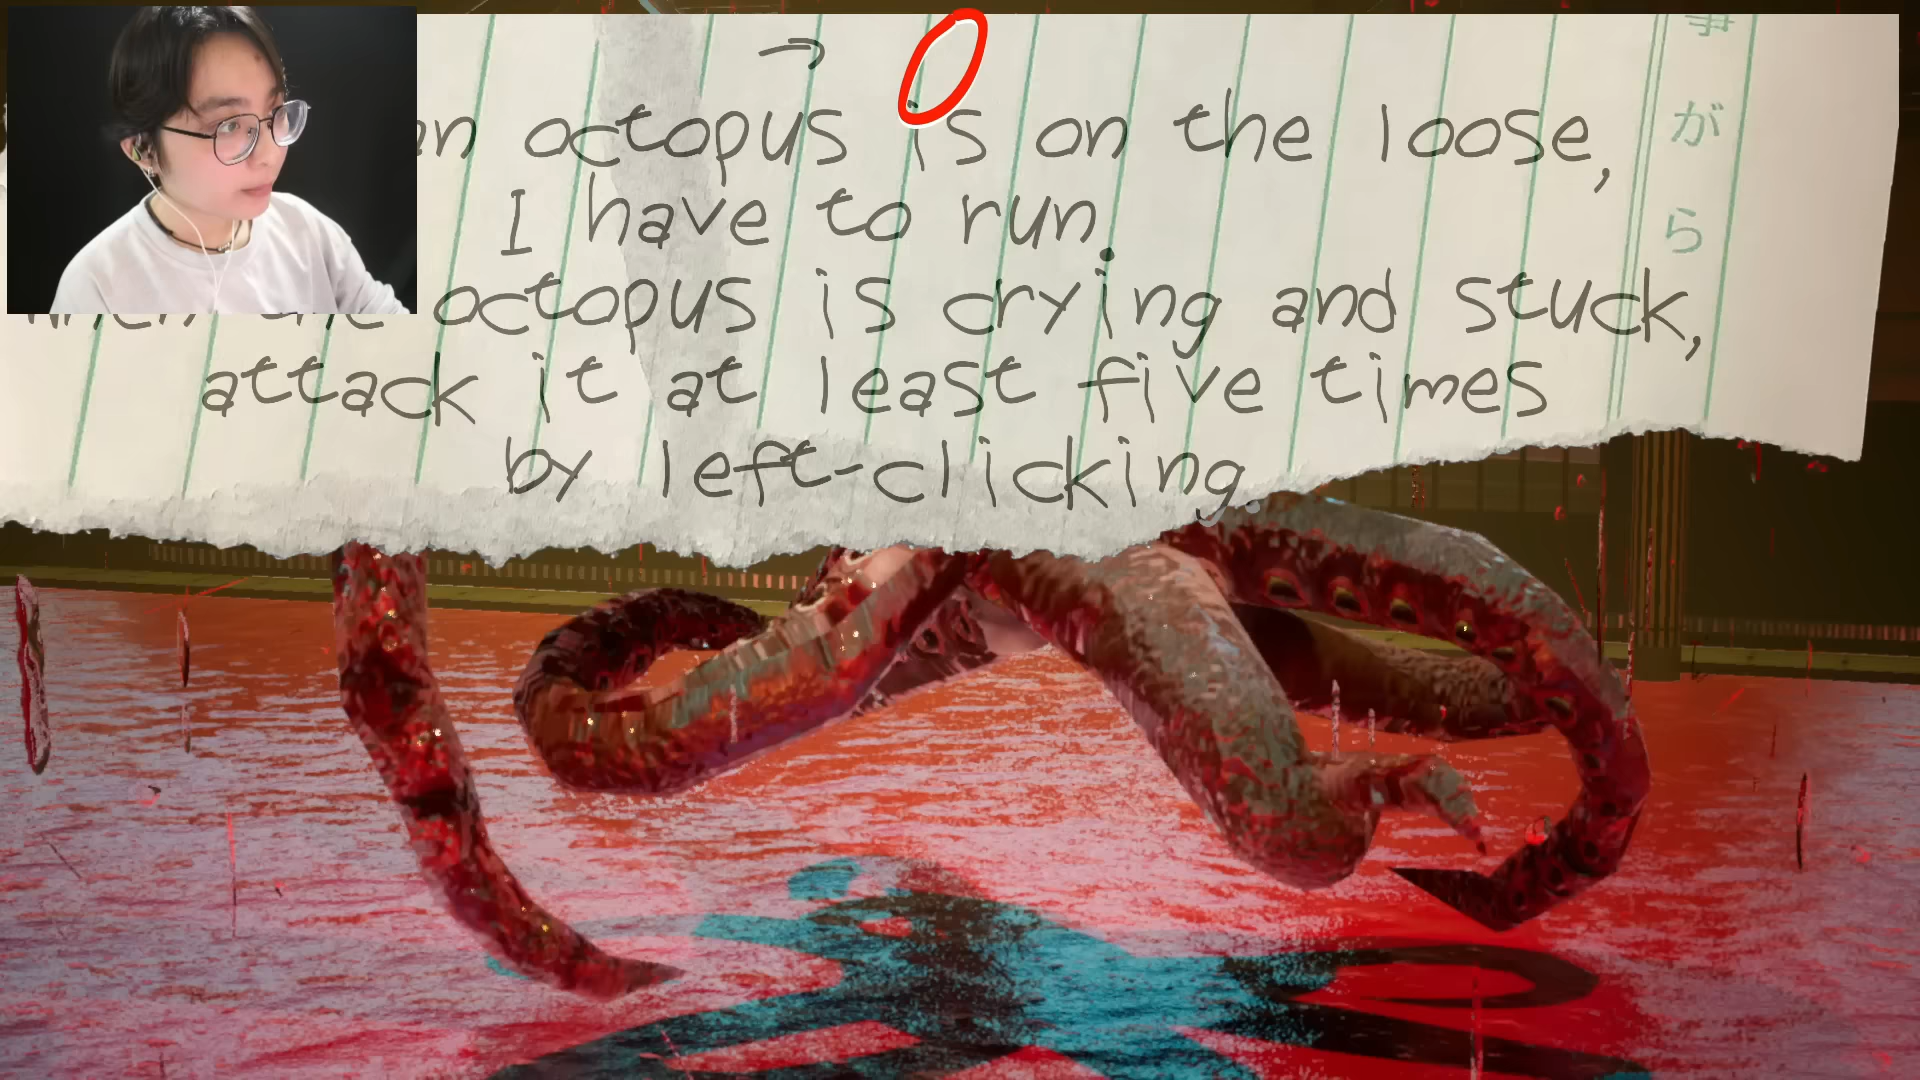 octopus is on the loose,
I have to run.
octopus is crying and stuck,
attack it at least five times
by left-clicking.
がら